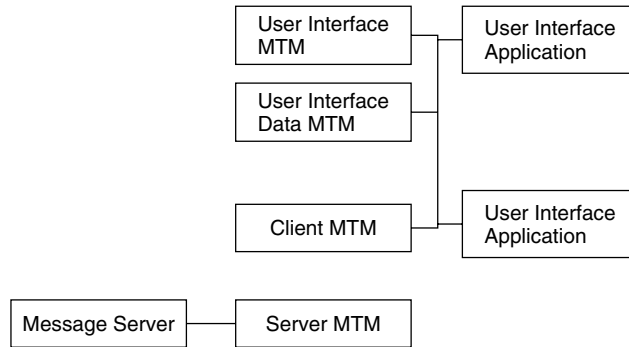 User Interface
MTM
User Interface
Application
User Interface
Data MTM
Client MTM
User Interface
Application
Message Server
Server MTM